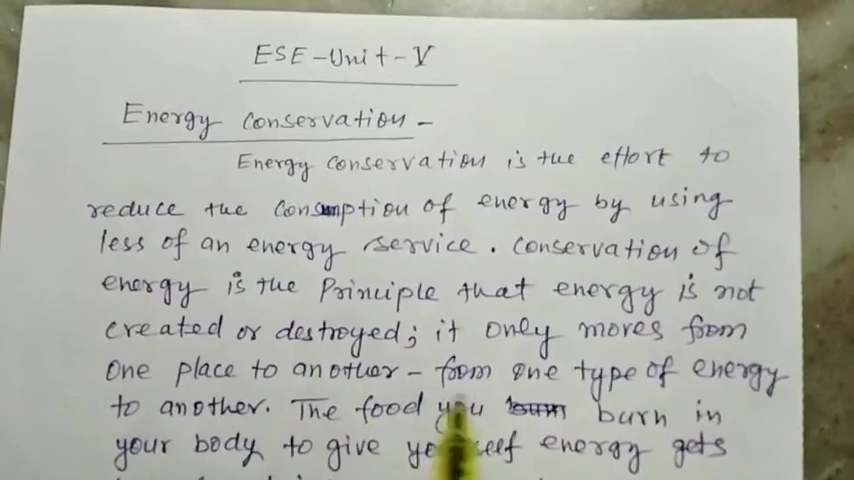 ESE-Unit-V
Energy Conservation -
Energy conservation is the effort to
reduce the consumption of energy by using
less of an energy service. Conservation of
energy is the Principle that energy is not
created or destroyed; it only moves from
one place to another - from one type of energy
to another. The food you burn in
your body to give energy gets